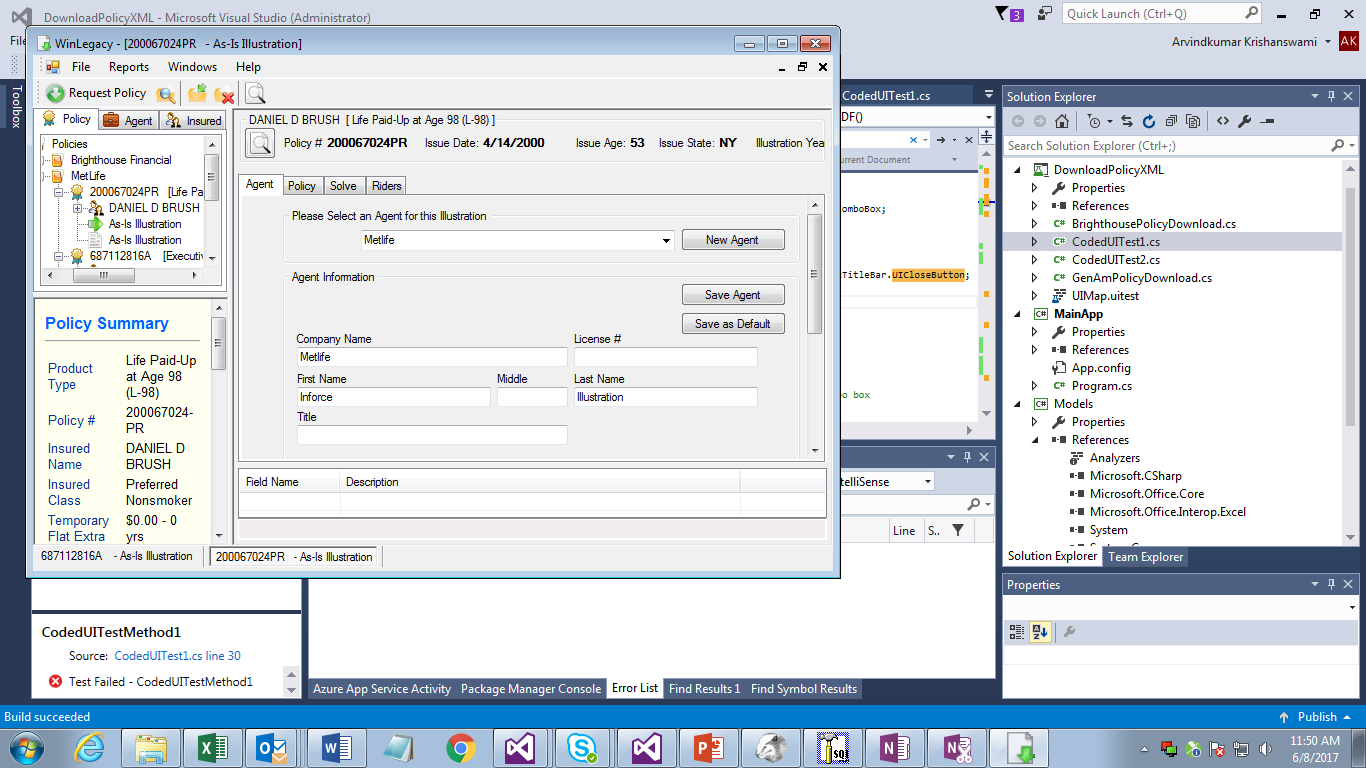 DownloadPolicyXML - Microsoft Visual Studio (Administrator)
3
Quick Launch (Ctrl+Q)
Arvindkumar Krishanswami
AK
WinLegacy - [200067024PR - As-Is Illustration]
File Reports Windows Help
Request Policy
Toolbox
Policy Agent Insured
Policies
Brighthouse Financial
MetLife
200067024PR [Life Pa
DANIEL D BRUSH
As-Is Illustration
As-Is Illustration
687112816A [Executiv
DANIEL D BRUSH [ Life Paid-Up at Age 98 (L-98) ]
Policy # 200067024PR Issue Date: 4/14/2000 Issue Age: 53 Issue State: NY Illustration Yea
Agent Policy Solve Riders
Please Select an Agent for this Illustration
Metlife
New Agent
Agent Information
Save Agent
Save as Default
Company Name License #
Metlife
First Name Middle Last Name
Inforce Illustration
Title
Field Name Description
Policy Summary
Product Type Life Paid-Up at Age 98 (L-98)
Policy # 200067024-PR
Insured Name DANIEL D BRUSH
Insured Class Preferred Nonsmoker
Temporary Flat Extra $0.00 - 0 yrs
687112816A - As-Is Illustration 200067024PR - As-Is Illustration
CodedUITest1.cs
DF()
urrent Document
omboBox;
TitleBar.UICloseButton;
o box
telliSense
Line S..
Solution Explorer
Search Solution Explorer (Ctrl+;)
DownloadPolicyXML
Properties
References
BrighthousePolicyDownload.cs
CodedUITest1.cs
CodedUITest2.cs
GenAmPolicyDownload.cs
UIMap.uitest
MainApp
Properties
References
App.config
Program.cs
Models
Properties
References
Analyzers
Microsoft.CSharp
Microsoft.Office.Core
Microsoft.Office.Interop.Excel
System
Solution Explorer Team Explorer
Properties
CodedUITestMethod1
Source: CodedUITest1.cs line 30
Test Failed - CodedUITestMethod1
Azure App Service Activity Package Manager Console Error List Find Results 1 Find Symbol Results
Build succeeded
Publish
11:50 AM
6/8/2017